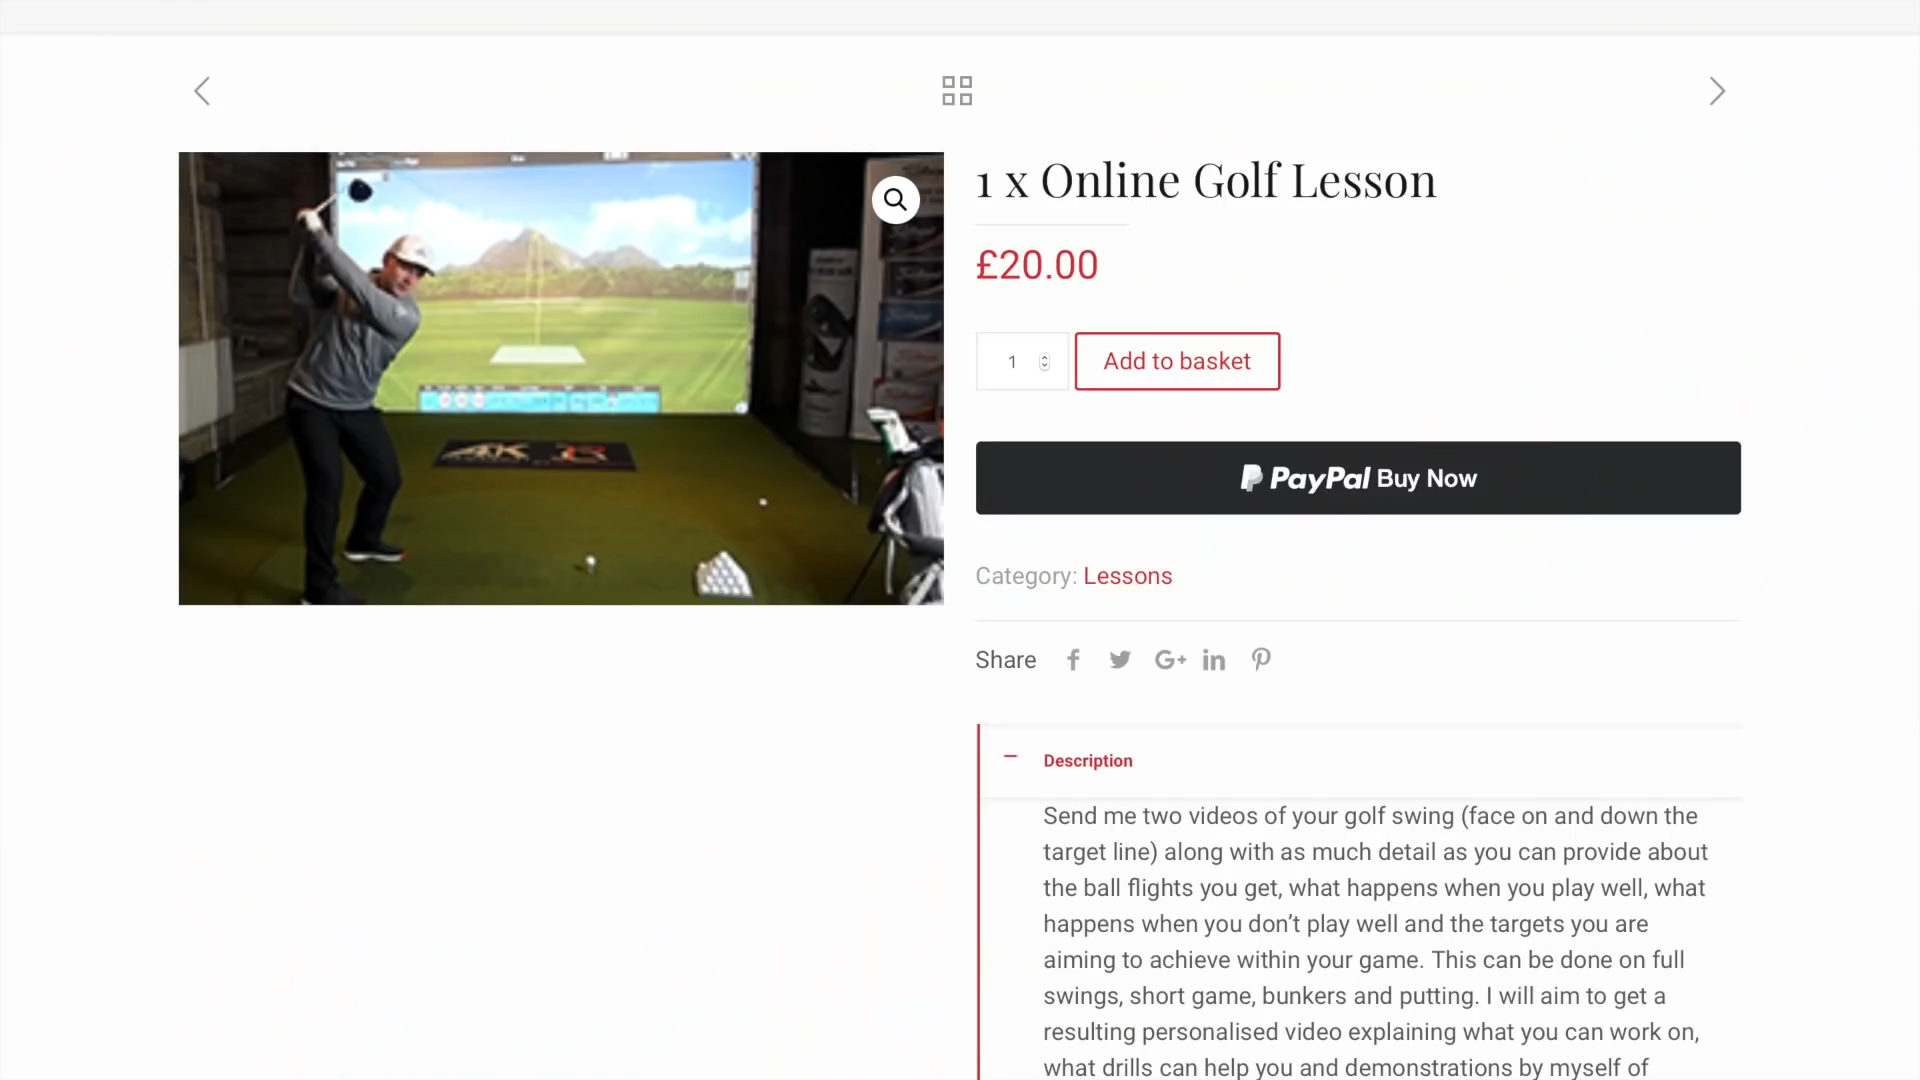 1 x Online Golf Lesson
£20.00
1
Add to basket
PayPal Buy Now
Category: Lessons
Share
Description
Send me two videos of your golf swing (face on and down the
target line) along with as much detail as you can provide about
the ball flights you get, what happens when you play well, what
happens when you don’t play well and the targets you are
aiming to achieve within your game. This can be done on full
swings, short game, bunkers and putting. I will aim to get a
resulting personalised video explaining what you can work on,
what drills can help you and demonstrations by myself of